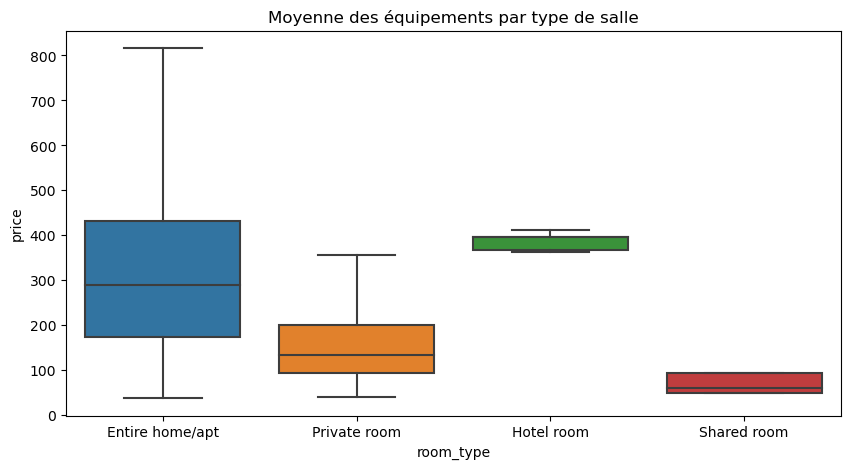 Moyenne des équipements par type de salle
800
700
600
500
400
300
200
100
0
price
Entire home/apt
Private room
Hotel room
Shared room
room_type